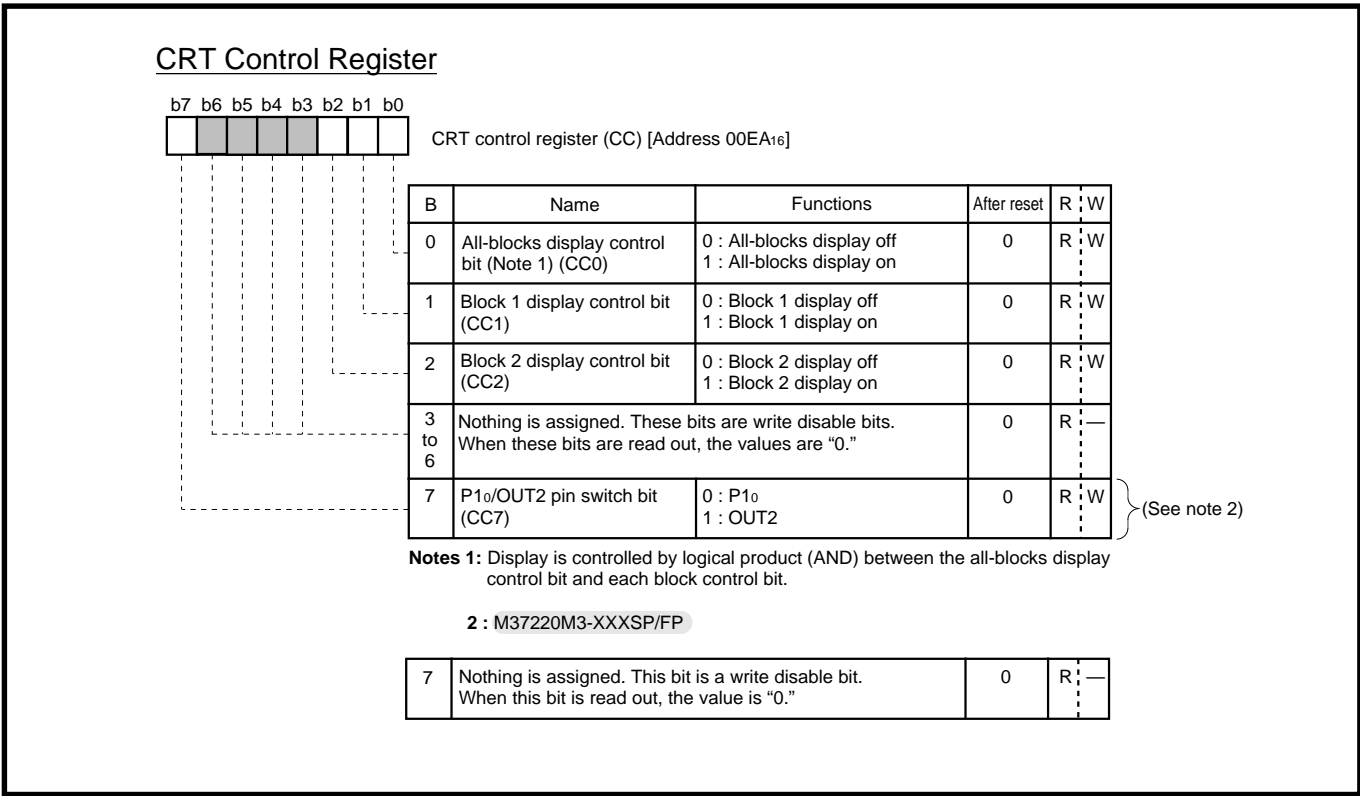 CRT Control Register
b7 b6 b5 b4 b3 b2 b1 b0
CRT control register (CC) [Address 00EA16]
B Name Functions After reset R W
0 All-blocks display control bit (Note 1) (CC0) 0 : All-blocks display off 0 R W
1 : All-blocks display on
1 Block 1 display control bit (CC1) 0 : Block 1 display off 0 R W
1 : Block 1 display on
2 Block 2 display control bit (CC2) 0 : Block 2 display off 0 R W
1 : Block 2 display on
3 to 6 Nothing is assigned. These bits are write disable bits. 0 R —
When these bits are read out, the values are “0.”
7 P10/OUT2 pin switch bit (CC7) 0 : P10 0 R W
1 : OUT2
(See note 2)
Notes 1: Display is controlled by logical product (AND) between the all-blocks display
control bit and each block control bit.
2 : M37220M3-XXXSP/FP
7 Nothing is assigned. This bit is a write disable bit. 0 R —
When this bit is read out, the value is “0.”